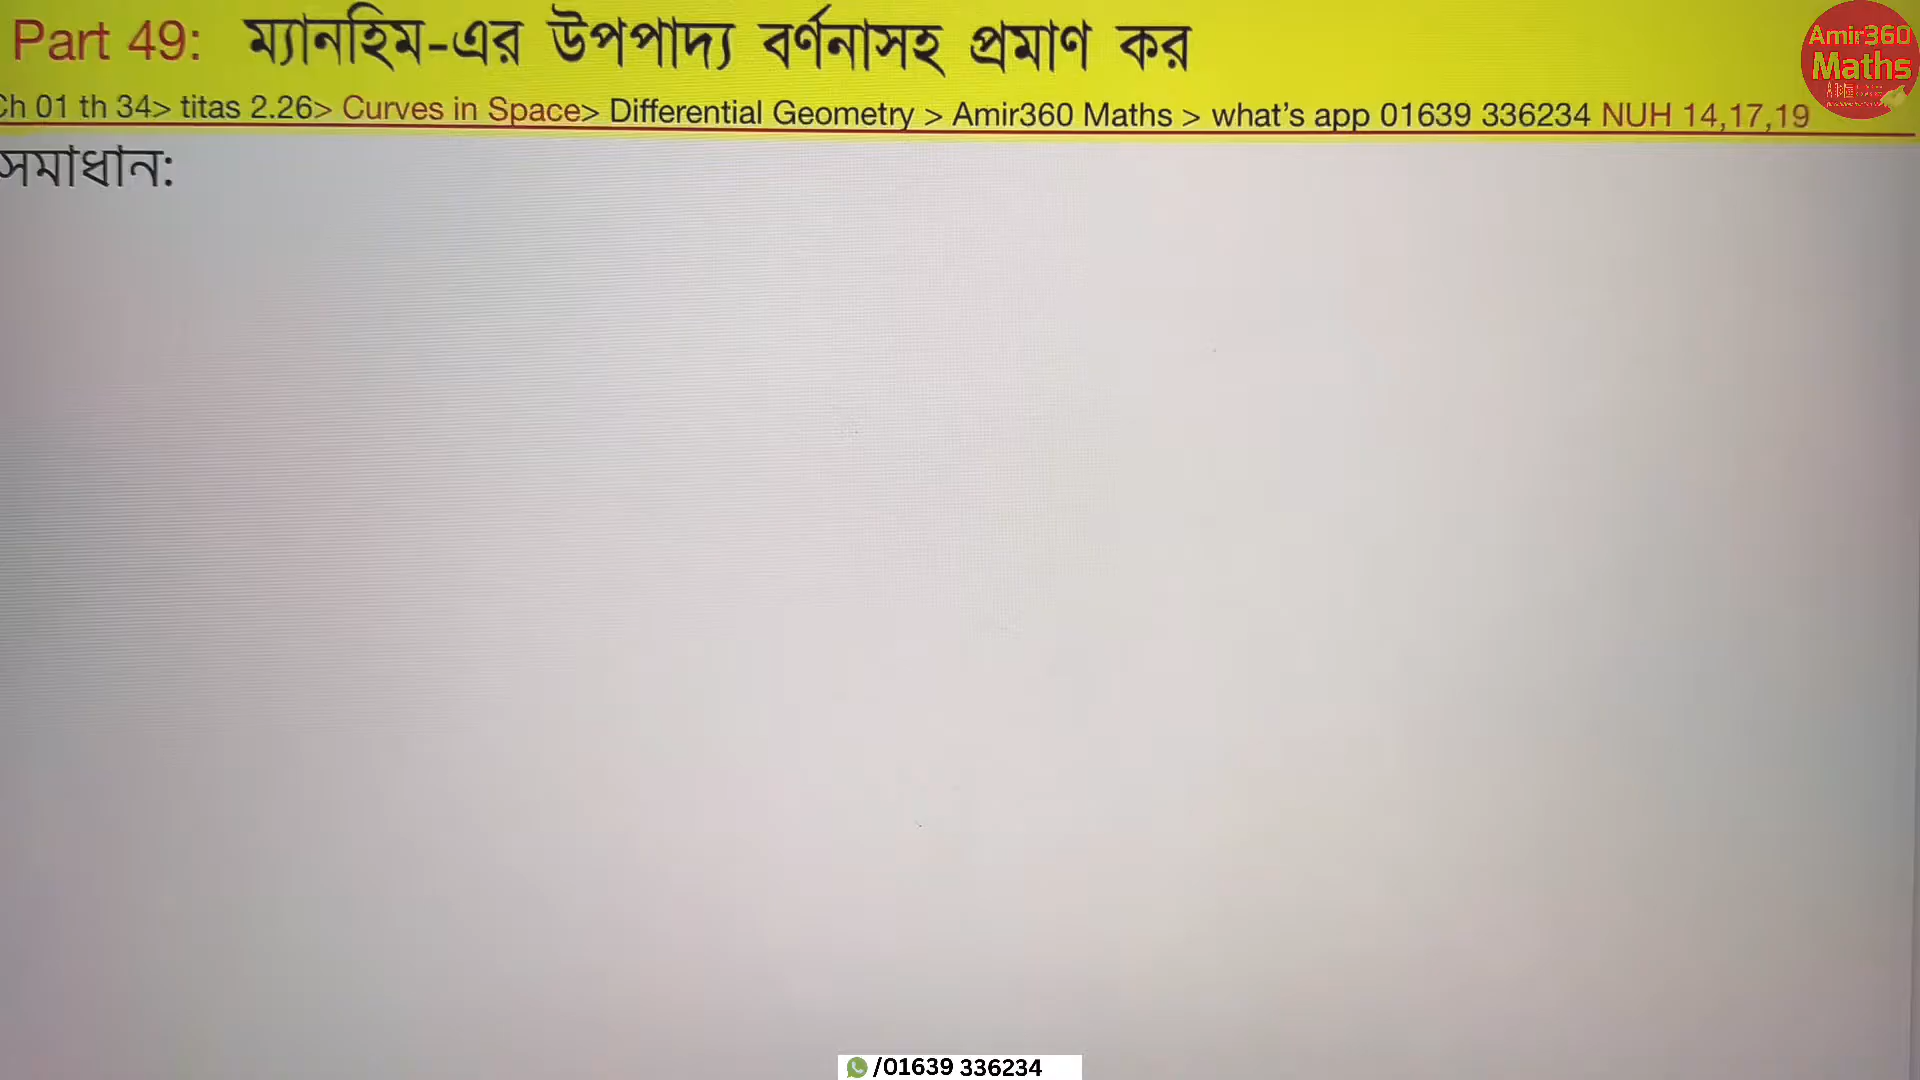 Part 49: ম্যানহিম-এর উপপাদ্য বর্ণনাসহ প্রমাণ কর
Ch 01 th 34> titas 2.26> Curves in Space> Differential Geometry > Amir360 Maths > what's app 01639 336234 NUH 14,17,19
Amir360
Maths
সমাধান:
/01639 336234